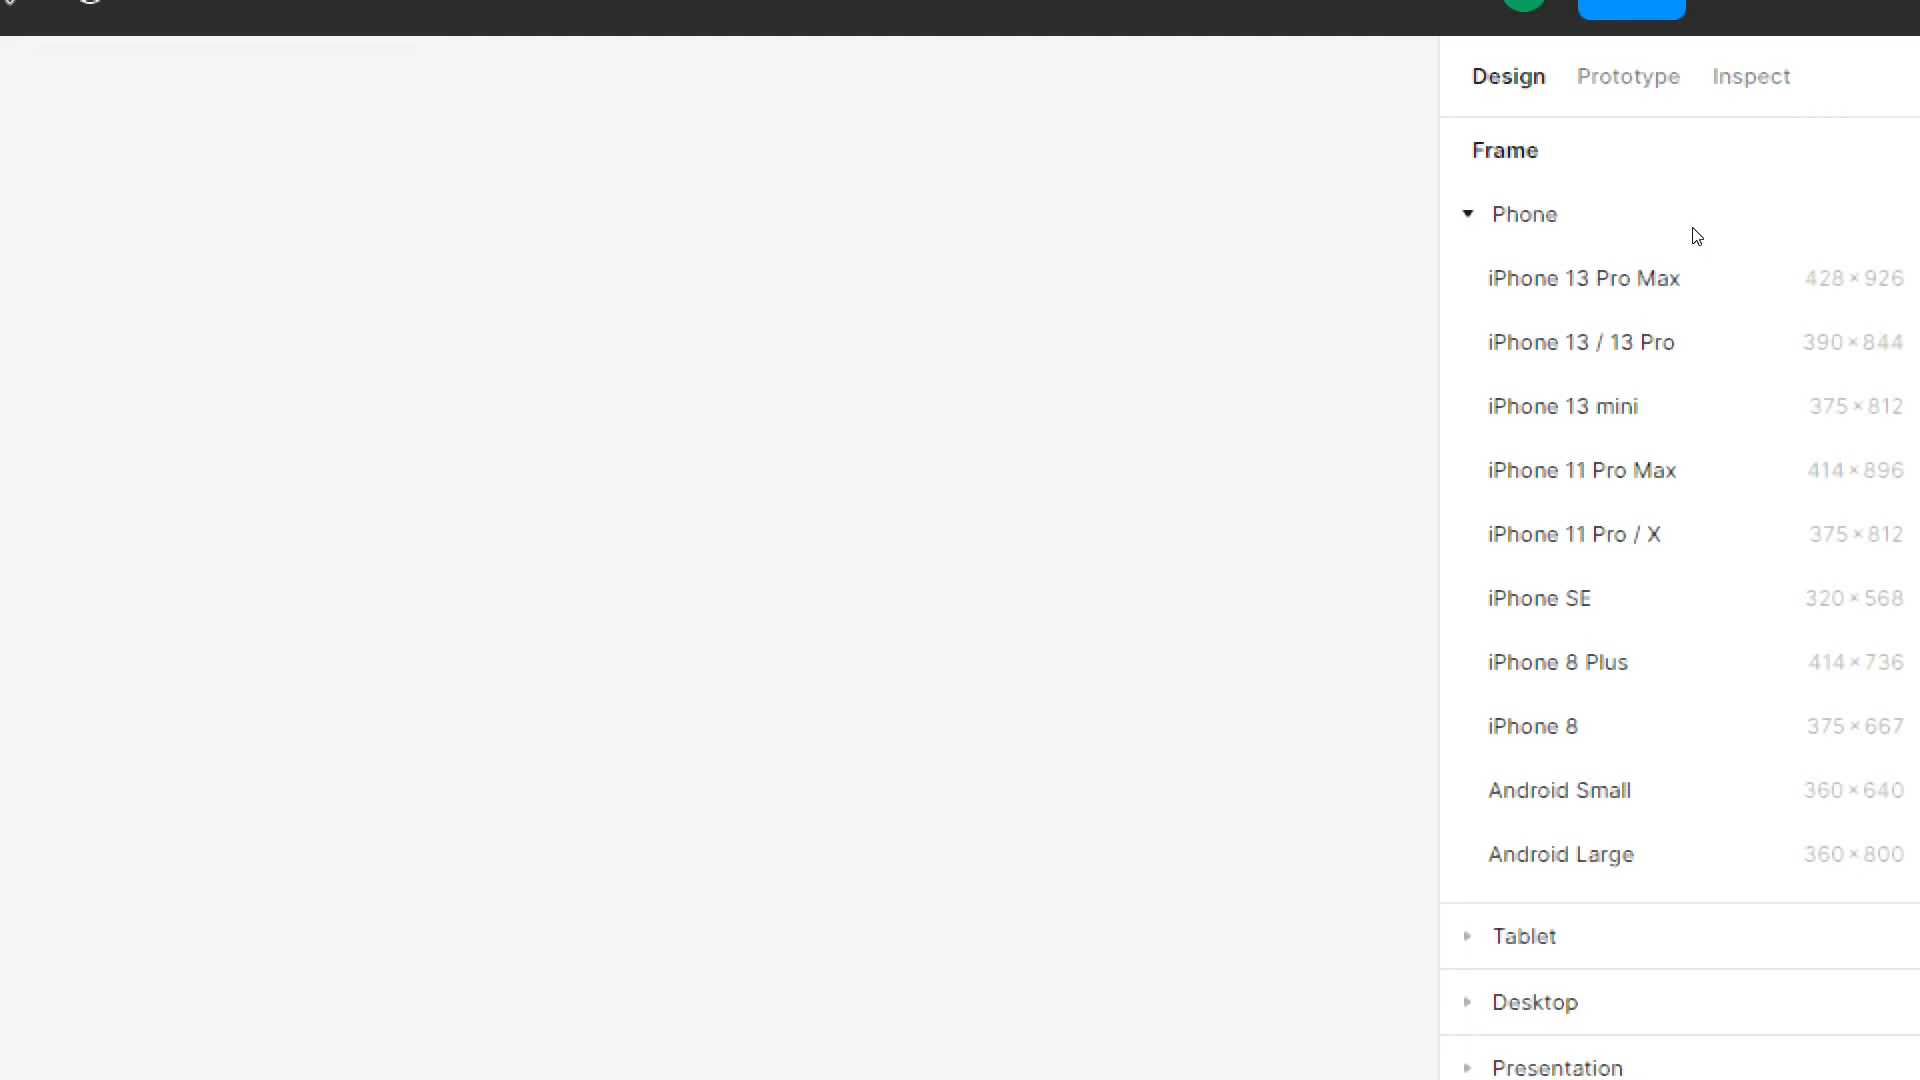 Design Prototype Inspect
Frame
Phone
iPhone 13 Pro Max 428×926
iPhone 13 / 13 Pro 390×844
iPhone 13 mini 375×812
iPhone 11 Pro Max 414×896
iPhone 11 Pro / X 375×812
iPhone SE 320×568
iPhone 8 Plus 414×736
iPhone 8 375×667
Android Small 360×640
Android Large 360×800
Tablet
Desktop
Presentation